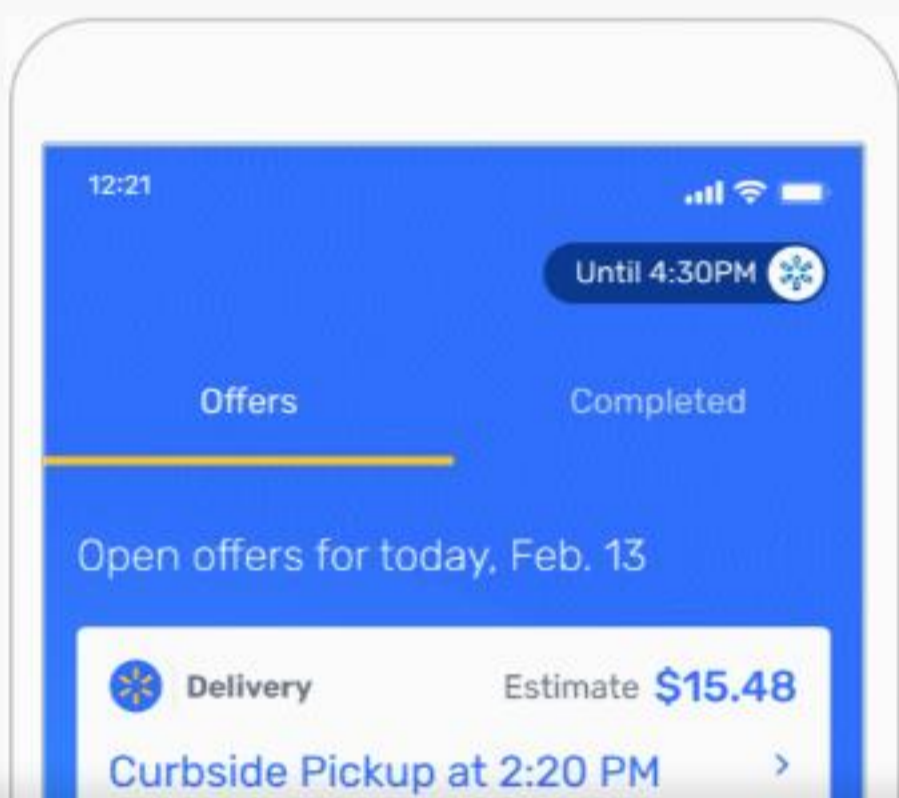 12:21
Until 4:30PM
Offers Completed
Open offers for today, Feb. 13
Delivery Estimate $15.48
Curbside Pickup at 2:20 PM